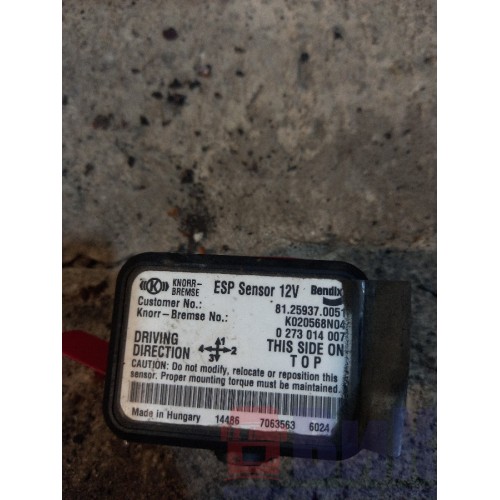 KNORR-BREMSE ESP Sensor 12V Bendix
Customer No.: 81.25937.0051
Knorr-Bremse No.: K020568N04
0 273 014 007
DRIVING DIRECTION 1 2 3 4 THIS SIDE ON TOP
CAUTION: Do not modify, relocate or reposition this
sensor. Proper mounting torque must be maintained.
Made in Hungary 14486 7063563 6024